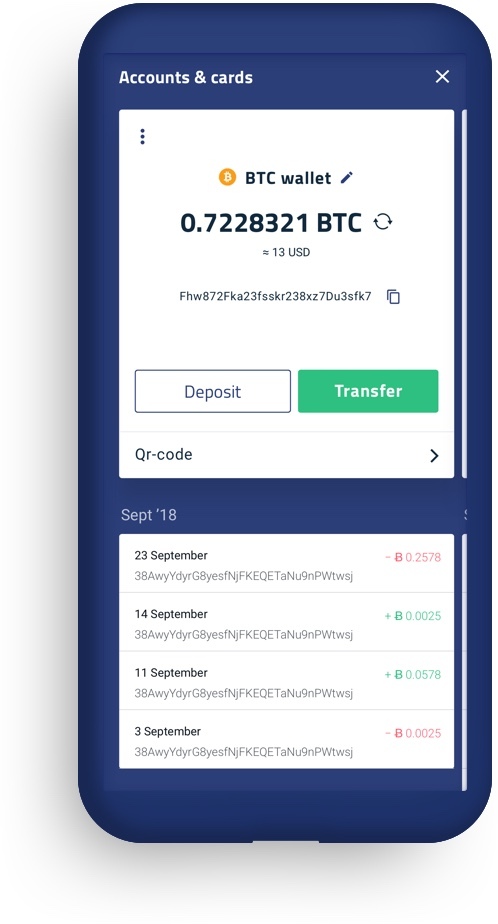 Accounts & cards
BTC wallet
0.7228321 BTC
≈ 13 USD
Fhw872Fka23fsskr238xz7Du3sfk7
Deposit
Transfer
Qr-code
Sept ‘18
23 September
− Ƀ 0.2578
38AwyYdyrG8yesfNjFKEQETaNu9nPWtwsj
14 September
+ Ƀ 0.0025
38AwyYdyrG8yesfNjFKEQETaNu9nPWtwsj
11 September
+ Ƀ 0.0578
38AwyYdyrG8yesfNjFKEQETaNu9nPWtwsj
3 September
− Ƀ 0.0025
38AwyYdyrG8yesfNjFKEQETaNu9nPWtwsj